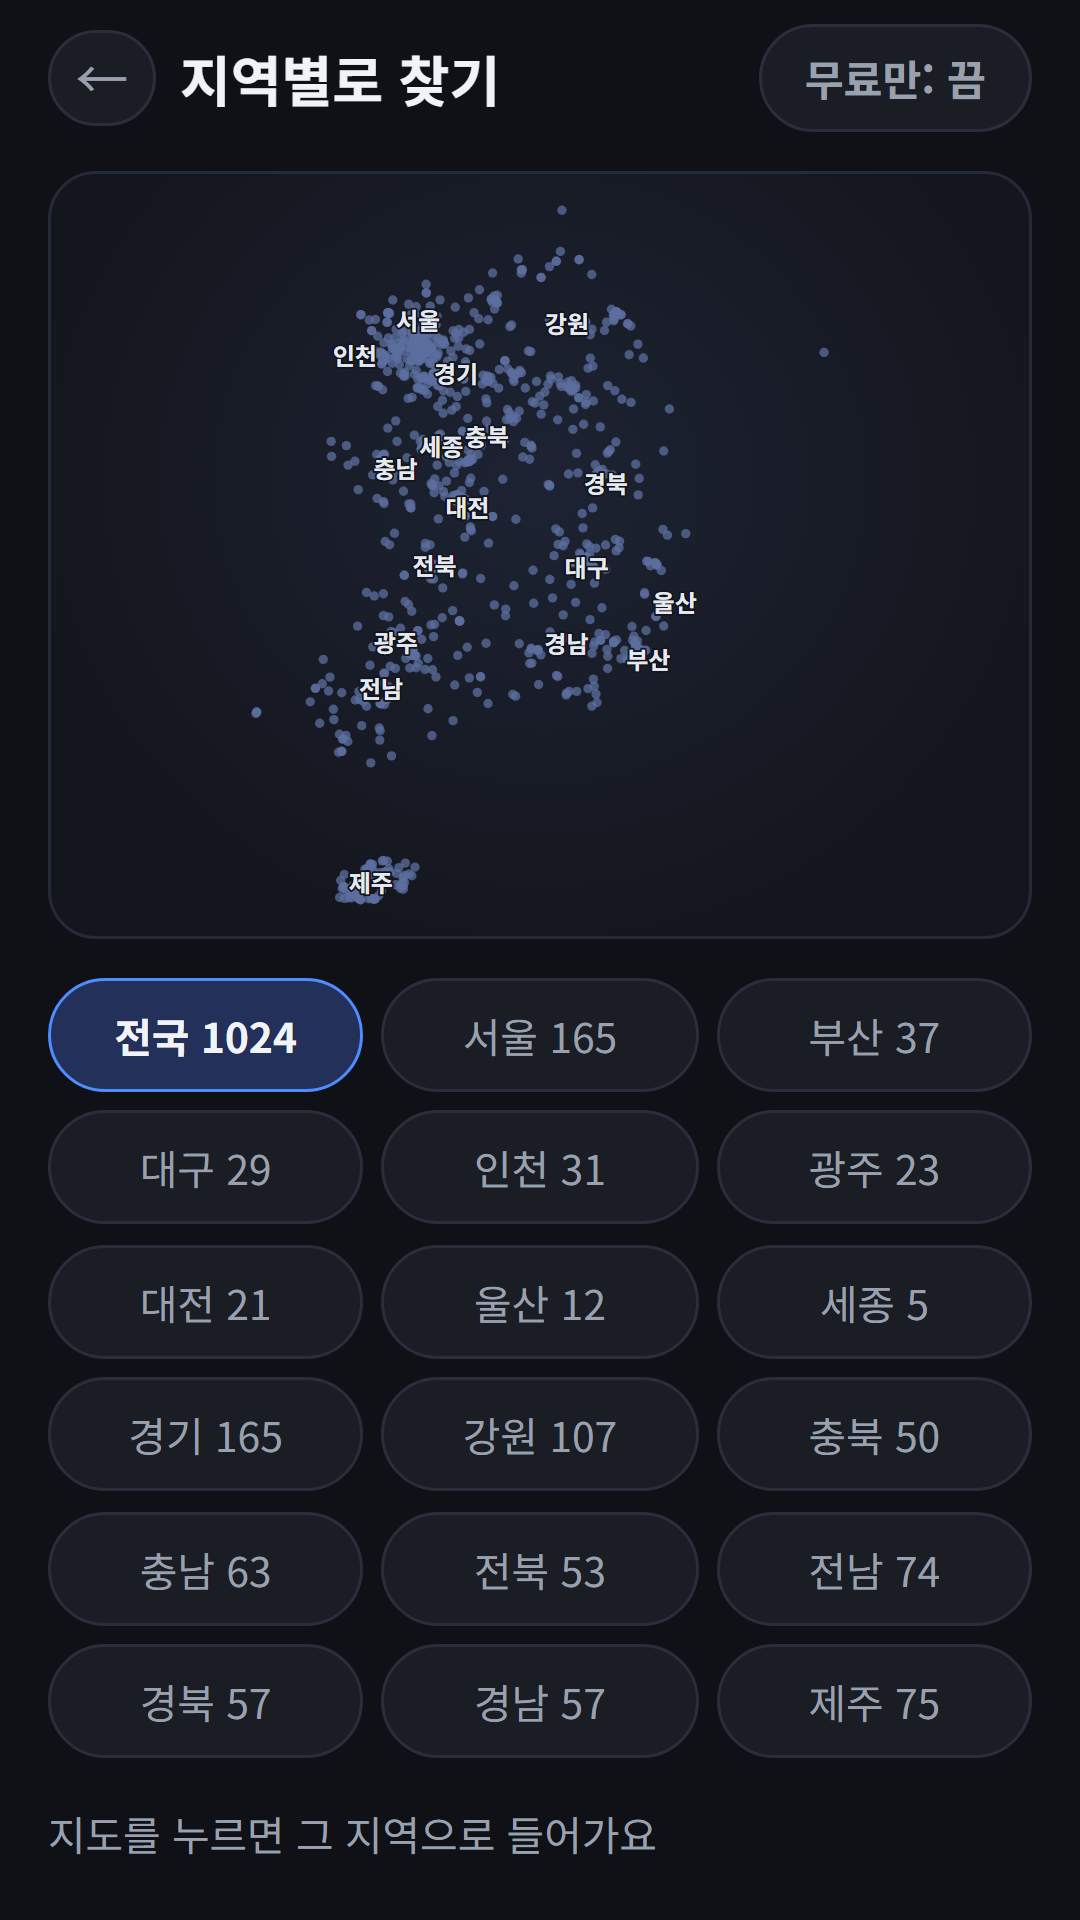 ← 지역별로 찾기 무료만: 끔
서울
강원
인천
경기
충북
세종
충남
경북
대전
전북
대구
울산
광주
경남
부산
전남
제주
전국 1024 서울 165 부산 37
대구 29 인천 31 광주 23
대전 21 울산 12 세종 5
경기 165 강원 107 충북 50
충남 63 전북 53 전남 74
경북 57 경남 57 제주 75
지도를 누르면 그 지역으로 들어가요